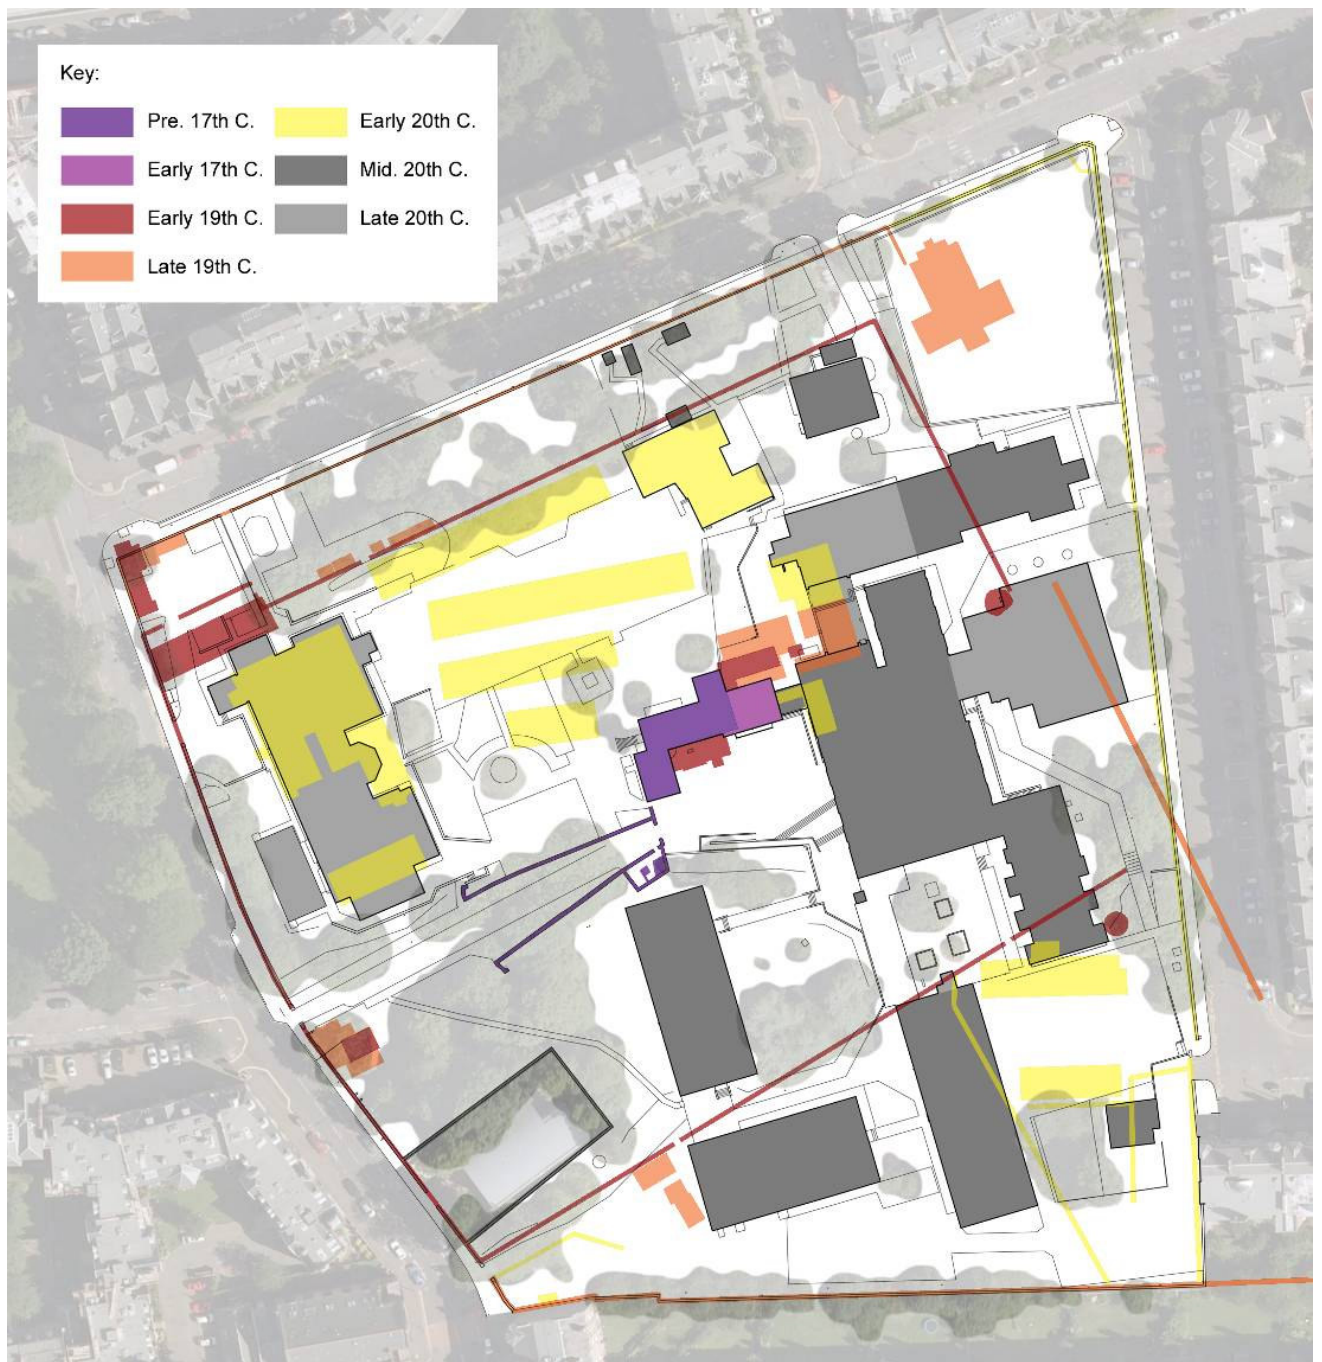 Key:
Pre. 17th C.
Early 20th C.
Early 17th C.
Mid. 20th C.
Early 19th C.
Late 20th C.
Late 19th C.